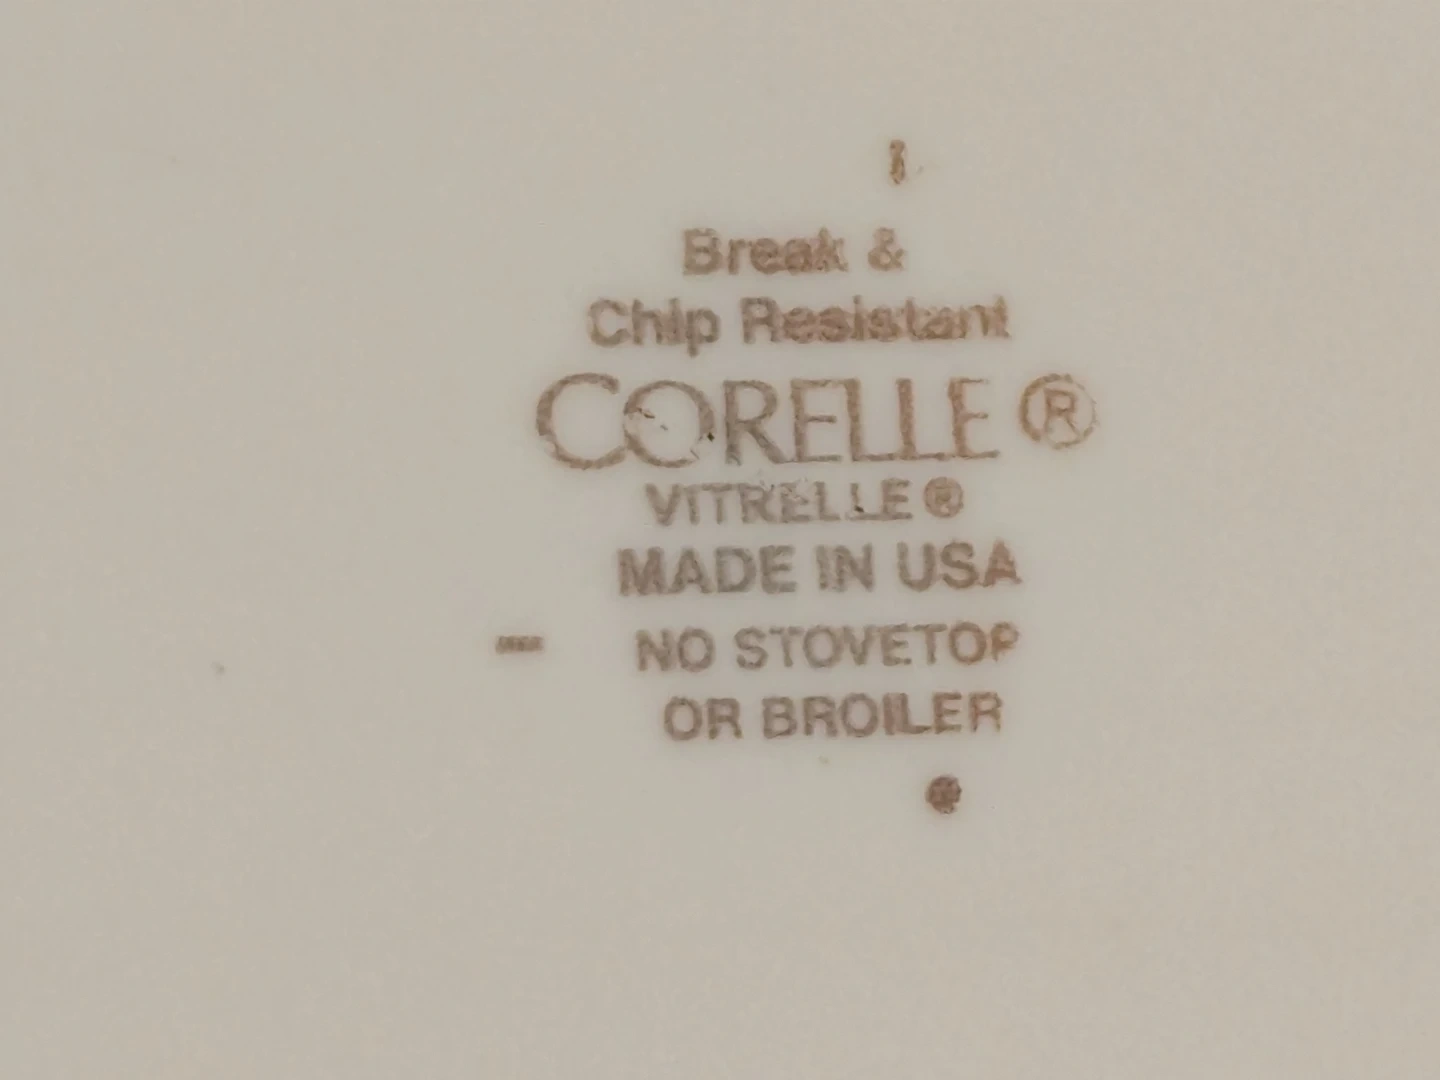 Break &
Chip Resistant
CORELLE ®
VITRELLE ®
MADE IN USA
NO STOVETOP
OR BROILER